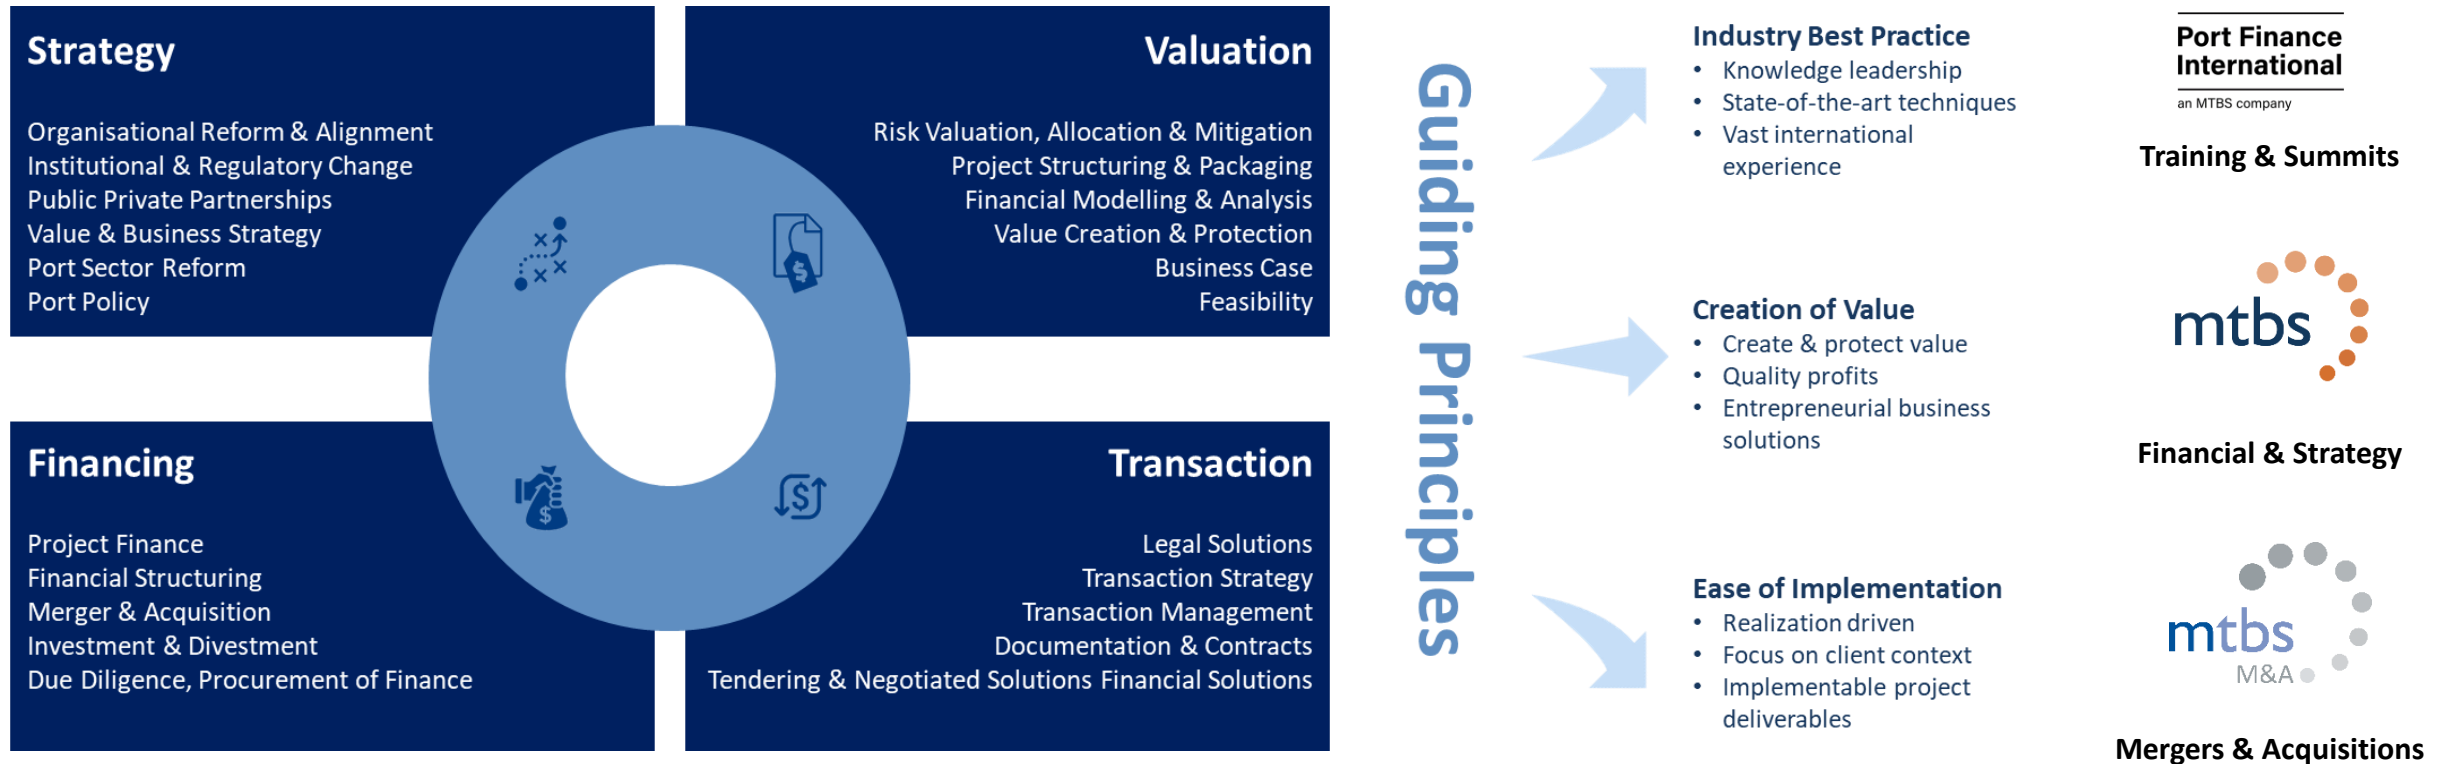 Strategy
Organisational Reform & Alignment
Institutional & Regulatory Change
Public Private Partnerships
Value & Business Strategy
Port Sector Reform
Port Policy
Valuation
Risk Valuation, Allocation & Mitigation
Project Structuring & Packaging
Financial Modelling & Analysis
Value Creation & Protection
Business Case
Feasibility
Financing
Project Finance
Financial Structuring
Merger & Acquisition
Investment & Divestment
Due Diligence, Procurement of Finance
Transaction
Legal Solutions
Transaction Strategy
Transaction Management
Documentation & Contracts
Tendering & Negotiated Solutions Financial Solutions
Guiding Principles
Industry Best Practice
• Knowledge leadership
• State-of-the-art techniques
• Vast international
experience
Creation of Value
• Create & protect value
• Quality profits
• Entrepreneurial business
solutions
Ease of Implementation
• Realization driven
• Focus on client context
• Implementable project
deliverables
Port Finance
International
an MTBS company
Training & Summits
mtbs
Financial & Strategy
mtbs
M&A
Mergers & Acquisitions